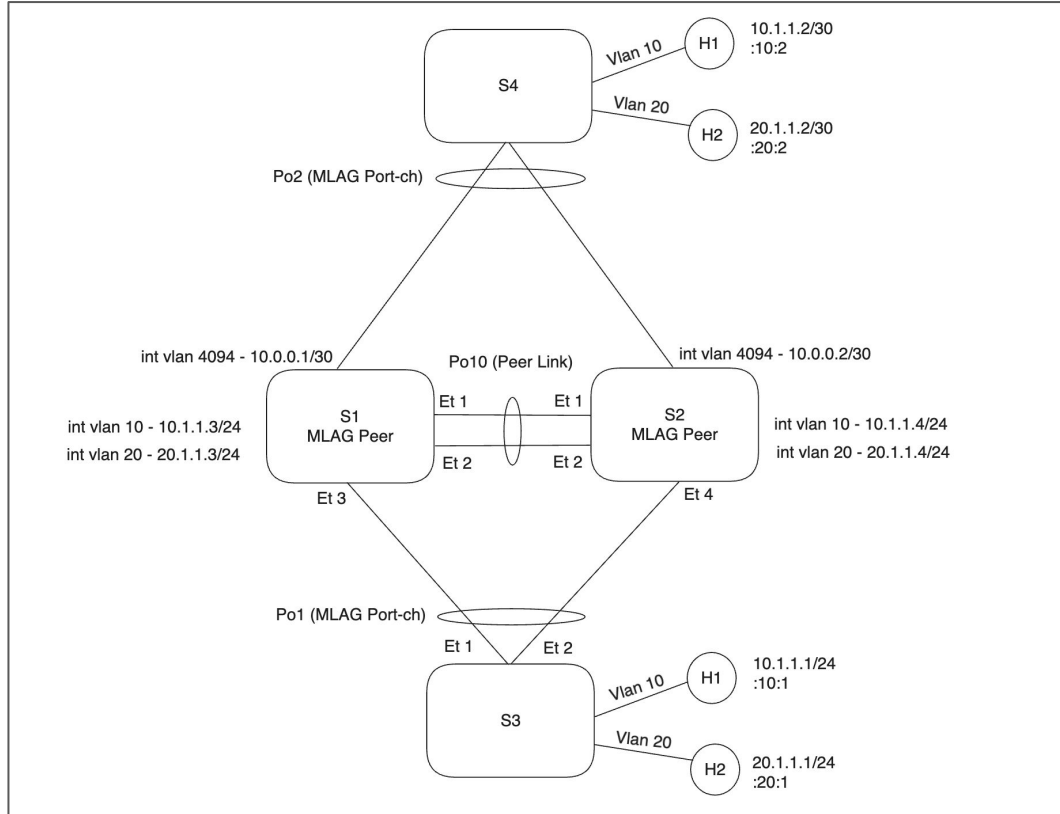 10.1.1.2/30
:10:2
H1
Vlan 10
S4
Vlan 20
H2
20.1.1.2/30
:20:2
Po2 (MLAG Port-ch)
int vlan 4094 - 10.0.0.1/30
Po10 (Peer Link)
int vlan 4094 - 10.0.0.2/30
S1
MLAG Peer
Et 1
Et 1
S2
MLAG Peer
int vlan 10 - 10.1.1.3/24
int vlan 20 - 20.1.1.3/24
Et 2
Et 2
int vlan 10 - 10.1.1.4/24
int vlan 20 - 20.1.1.4/24
Et 3
Et 4
Po1 (MLAG Port-ch)
Et 1
Et 2
10.1.1.1/24
:10:1
H1
Vlan 10
S3
Vlan 20
H2
20.1.1.1/24
:20:1